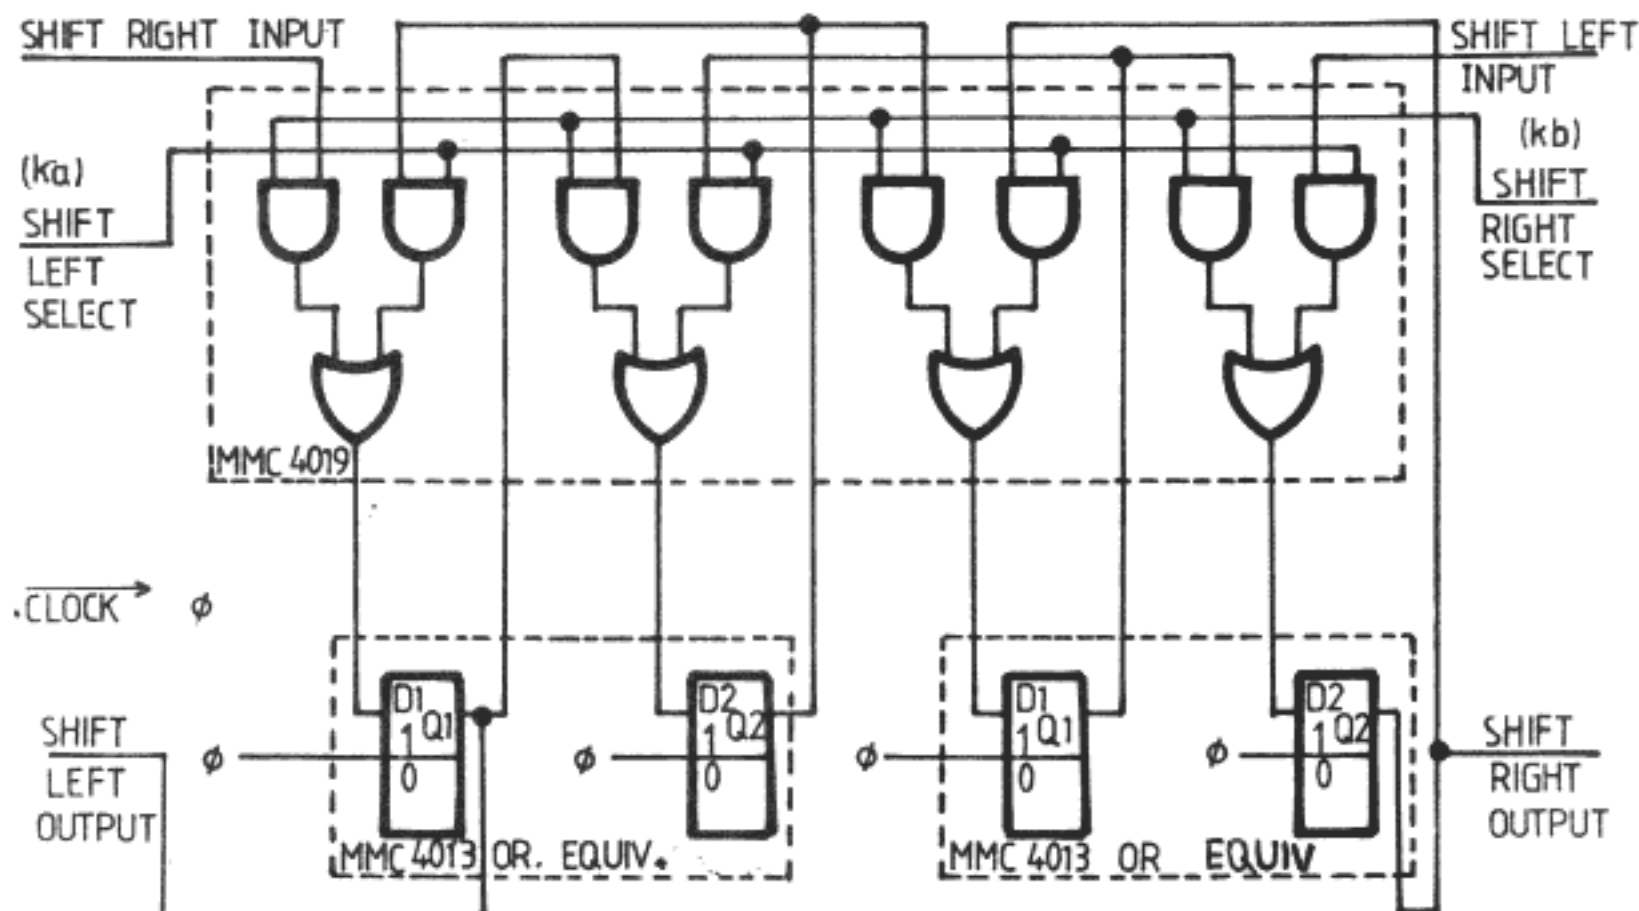 SHIFT RIGHT INPUT
SHIFT LEFT
INPUT
(ka)
SHIFT
LEFT
SELECT
(kb)
SHIFT
RIGHT
SELECT
MMC 4019
.CLOCK
ϕ
SHIFT
LEFT
OUTPUT
ϕ
D1
1 Q1
0
ϕ
D2
1 Q2
0
MMC 4013 OR. EQUIV.
ϕ
D1
1 Q1
0
ϕ
D2
1 Q2
0
MMC 4013 OR EQUIV
SHIFT
RIGHT
OUTPUT